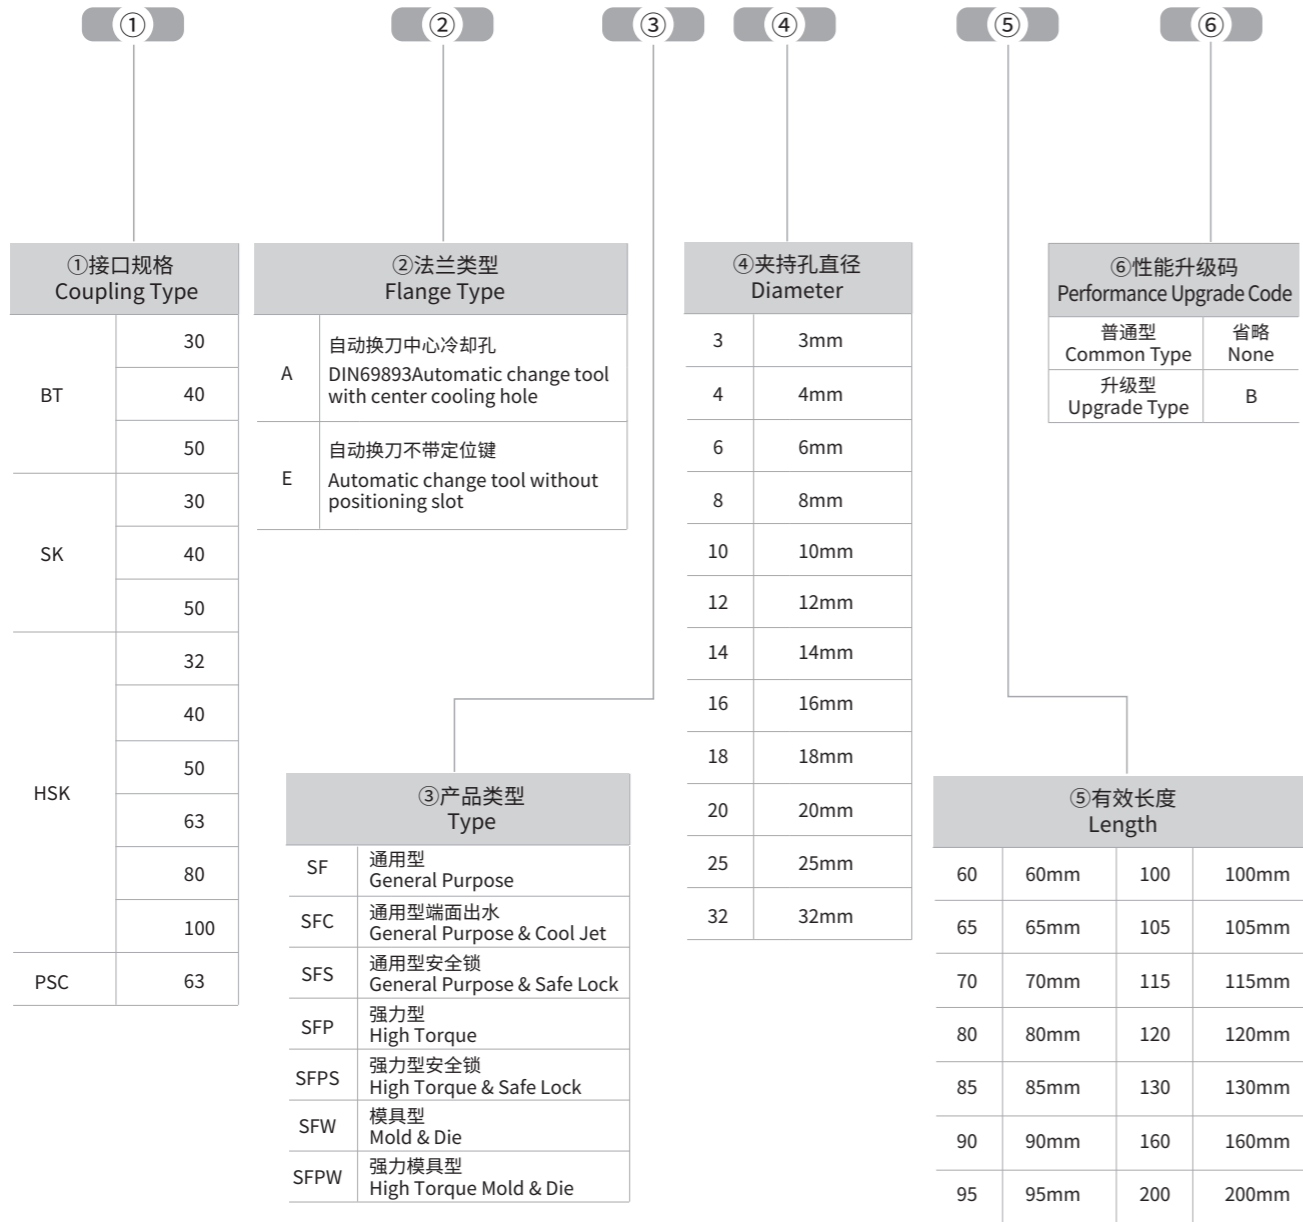 ① ② ③ ④ ⑤ ⑥
①接口规格
Coupling Type
BT
30
40
50
SK
30
40
50
HSK
32
40
50
63
80
100
PSC
63
②法兰类型
Flange Type
A
自动换刀中心冷却孔
DIN69893Automatic change tool
with center cooling hole
E
自动换刀不带定位键
Automatic change tool without
positioning slot
③产品类型
Type
SF
通用型
General Purpose
SFC
通用型端面出水
General Purpose & Cool Jet
SFS
通用型安全锁
General Purpose & Safe Lock
SFP
强力型
High Torque
SFPS
强力型安全锁
High Torque & Safe Lock
SFW
模具型
Mold & Die
SFPW
强力模具型
High Torque Mold & Die
④夹持孔直径
Diameter
3 3mm
4 4mm
6 6mm
8 8mm
10 10mm
12 12mm
14 14mm
16 16mm
18 18mm
20 20mm
25 25mm
32 32mm
⑥性能升级码
Performance Upgrade Code
普通型 省略
Common Type None
升级型
Upgrade Type B
⑤有效长度
Length
60 60mm 100 100mm
65 65mm 105 105mm
70 70mm 115 115mm
80 80mm 120 120mm
85 85mm 130 130mm
90 90mm 160 160mm
95 95mm 200 200mm